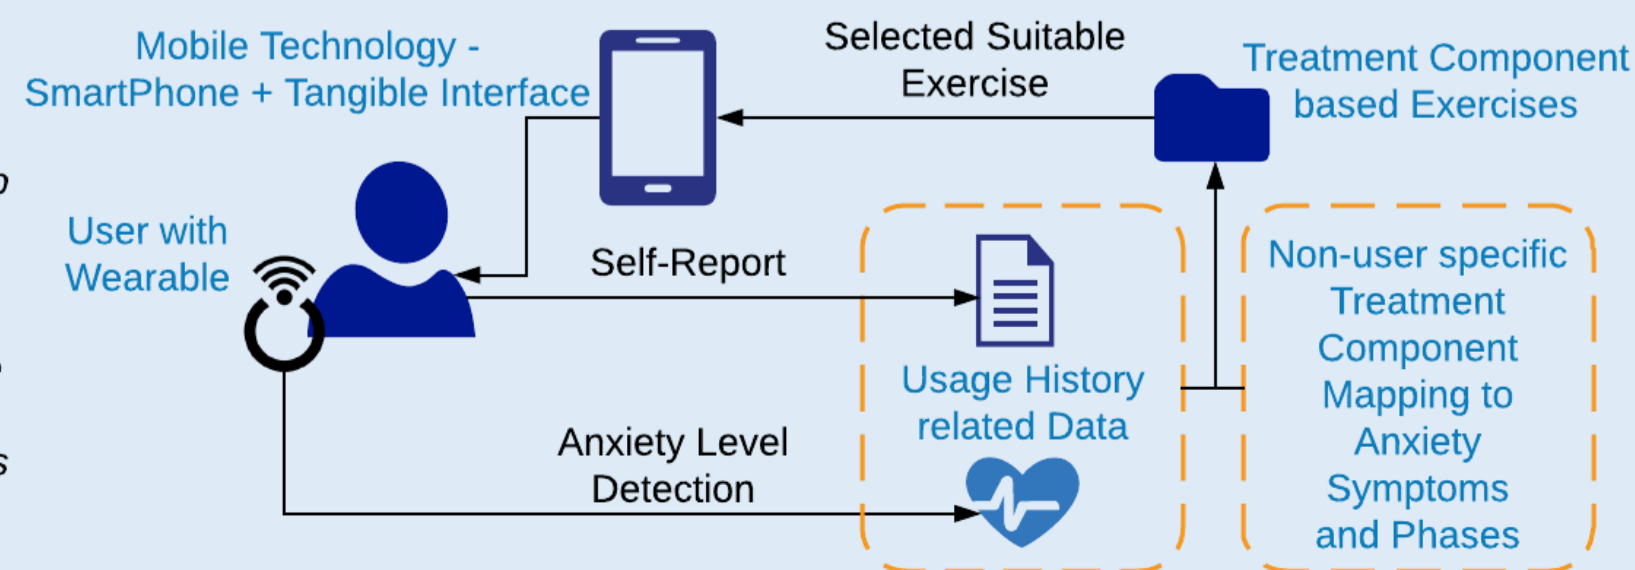 Mobile Technology -
SmartPhone + Tangible Interface
Selected Suitable
Exercise
Treatment Component
based Exercises
User with
Wearable
Self-Report
Usage History
related Data
Anxiety Level
Detection
Non-user specific
Treatment
Component
Mapping to
Anxiety
Symptoms
and Phases